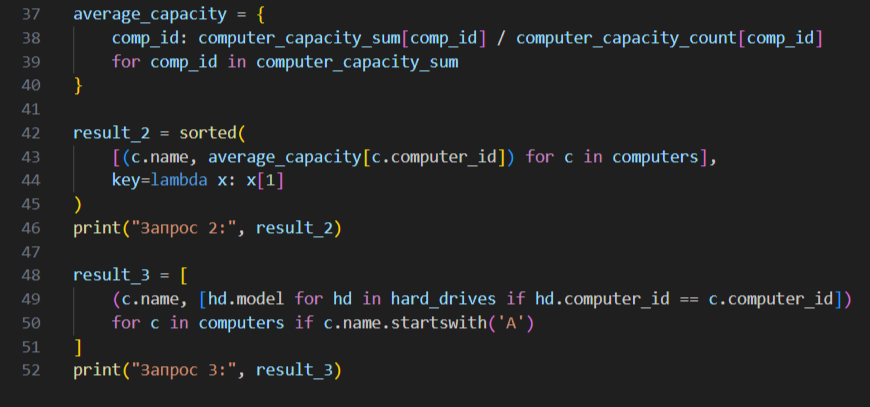 37 average_capacity = {
38     comp_id: computer_capacity_sum[comp_id] / computer_capacity_count[comp_id]
39     for comp_id in computer_capacity_sum
40 }
41
42 result_2 = sorted(
43     [(c.name, average_capacity[c.computer_id]) for c in computers],
44     key=lambda x: x[1]
45 )
46 print("Запрос 2:", result_2)
47
48 result_3 = [
49     (c.name, [hd.model for hd in hard_drives if hd.computer_id == c.computer_id])
50     for c in computers if c.name.startswith('A')
51 ]
52 print("Запрос 3:", result_3)